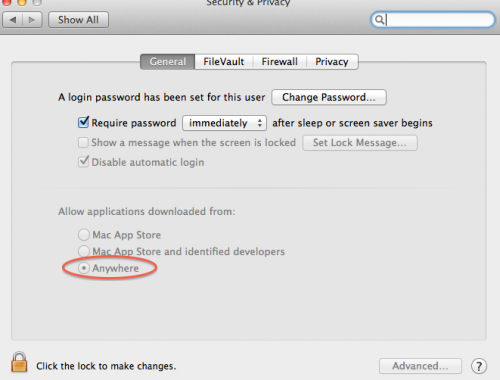 Security & Privacy
Show All
General FileVault Firewall Privacy
A login password has been set for this user Change Password...
Require password immediately after sleep or screen saver begins
Show a message when the screen is locked Set Lock Message...
Disable automatic login
Allow applications downloaded from:
Mac App Store
Mac App Store and identified developers
Anywhere
Click the lock to make changes. Advanced... ?